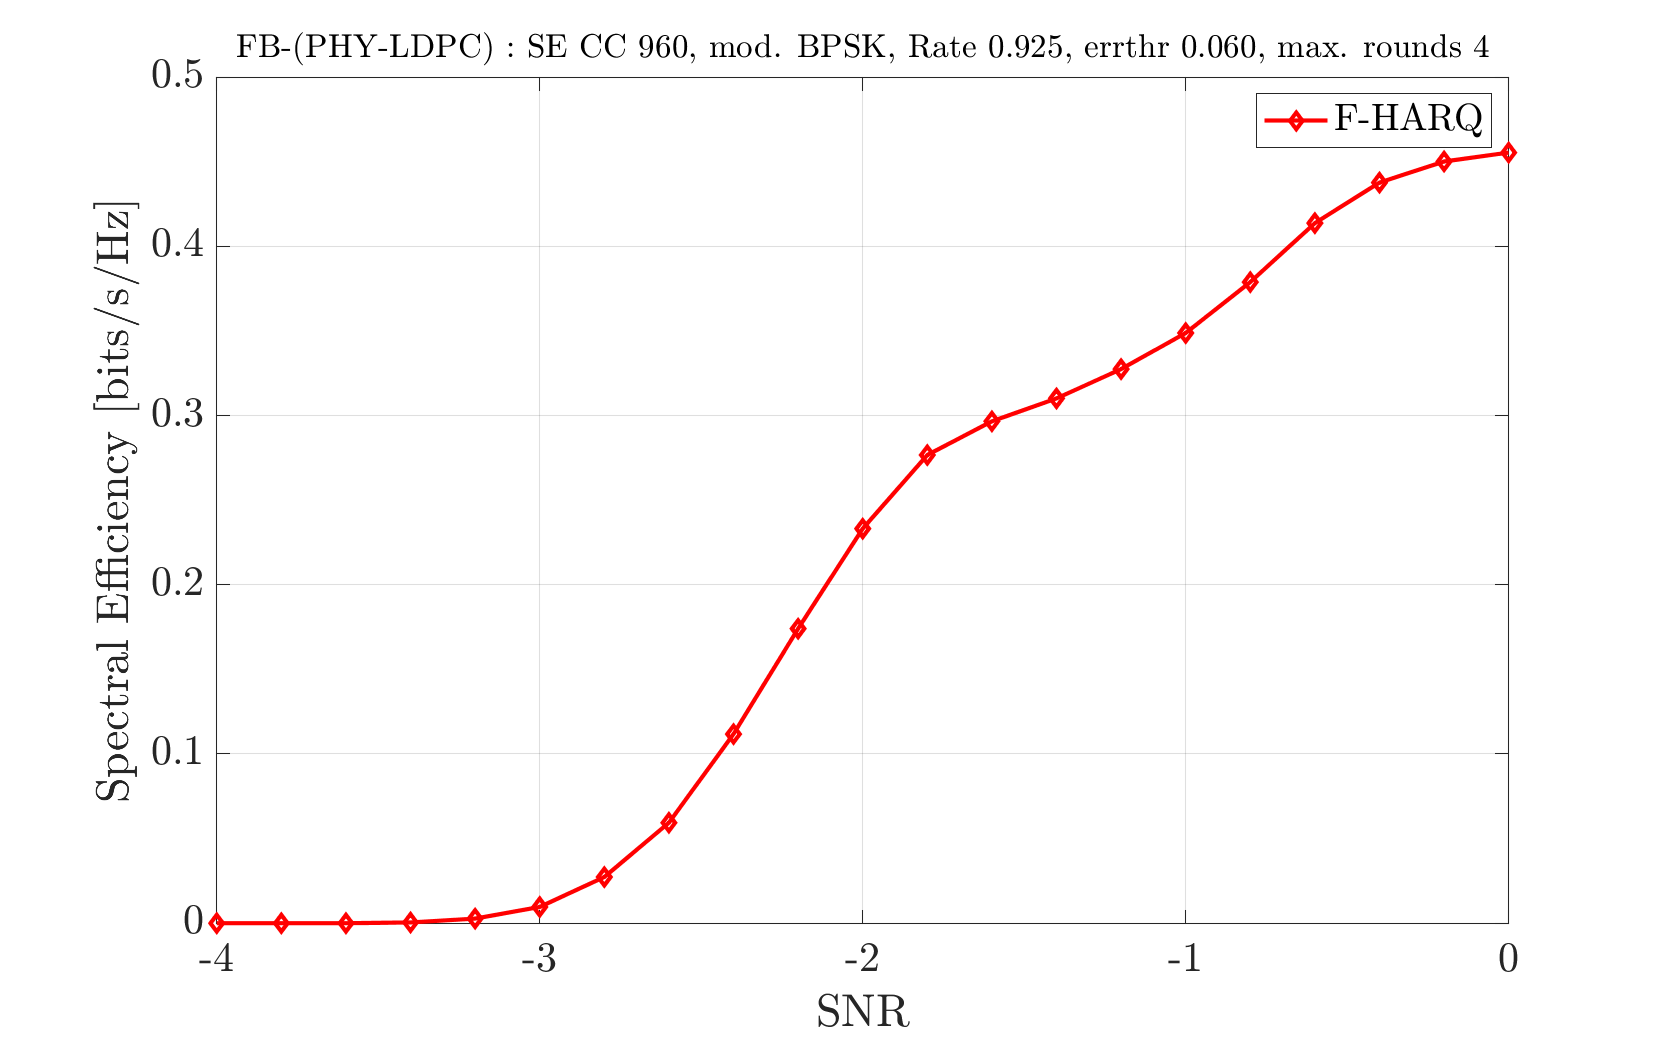 FB-(PHY-LDPC) : SE CC 960, mod. BPSK, Rate 0.925, errthr 0.060, max. rounds 4
F-HARQ
Spectral Efficiency [bits/s/Hz]
0.5
0.4
0.3
0.2
0.1
0
-4 -3 -2 -1 0
SNR